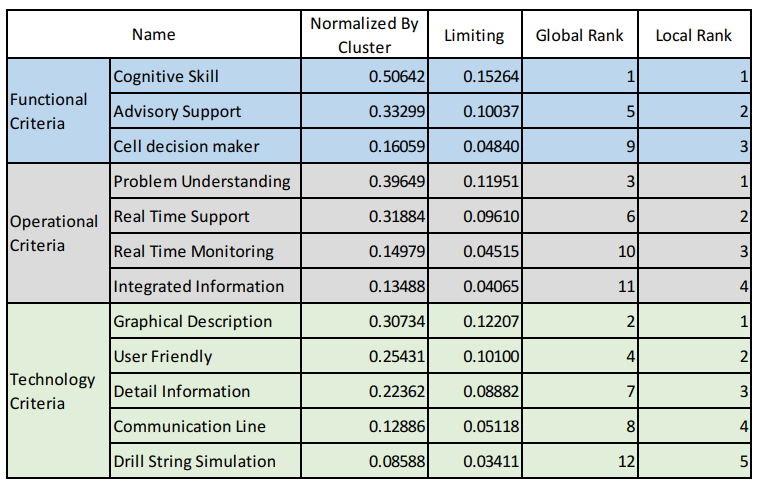 Name Normalized By Cluster Limiting Global Rank Local Rank
Functional Criteria
Cognitive Skill 0.50642 0.15264 1 1
Advisory Support 0.33299 0.10037 5 2
Cell decision maker 0.16059 0.04840 9 3
Operational Criteria
Problem Understanding 0.39649 0.11951 3 1
Real Time Support 0.31884 0.09610 6 2
Real Time Monitoring 0.14979 0.04515 10 3
Integrated Information 0.13488 0.04065 11 4
Technology Criteria
Graphical Description 0.30734 0.12207 2 1
User Friendly 0.25431 0.10100 4 2
Detail Information 0.22362 0.08882 7 3
Communication Line 0.12886 0.05118 8 4
Drill String Simulation 0.08588 0.03411 12 5